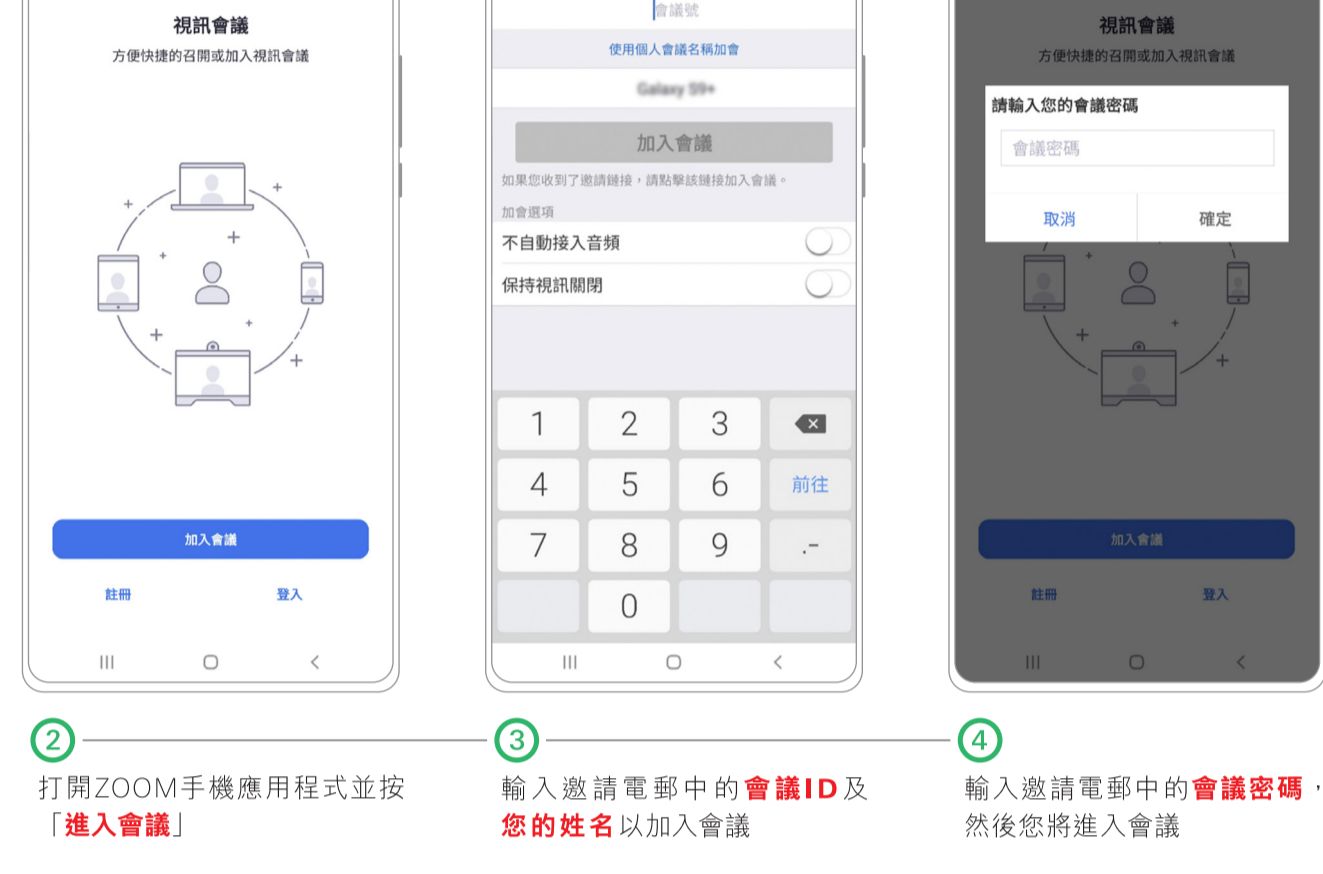 視訊會議
方便快捷的召開或加入視訊會議
加入會議
註冊
登入
會議號
使用個人會議名稱加會
Galaxy S9+
加入會議
如果您收到了邀請鏈接，請點擊該鏈接加入會議。
加會選項
不自動接入音頻
保持視訊關閉
1 2 3
4 5 6 前往
7 8 9 .-
0
視訊會議
方便快捷的召開或加入視訊會議
請輸入您的會議密碼
會議密碼
取消
確定
加入會議
註冊
登入
2
打開ZOOM手機應用程式並按
「進入會議」
3
輸入邀請電郵中的會議ID及
您的姓名以加入會議
4
輸入邀請電郵中的會議密碼，
然後您將進入會議